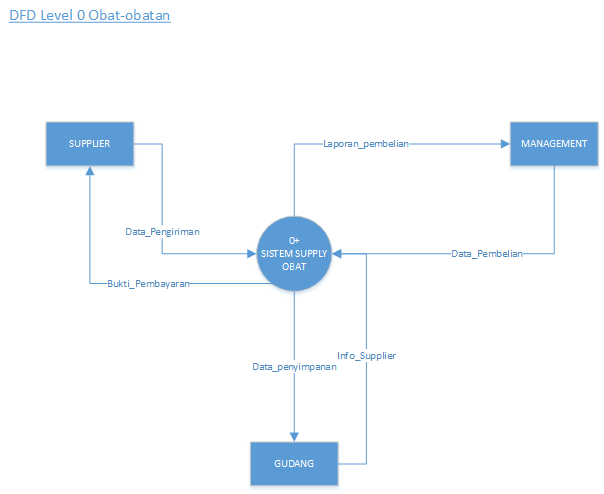 DFD Level 0 Obat-obatan
SUPPLIER
Laporan_pembelian
MANAGEMENT
Data_Pengiriman
0+
SISTEM SUPPLY
OBAT
Data_Pembelian
Bukti_Pembayaran
Info_Supplier
Data_penyimpanan
GUDANG